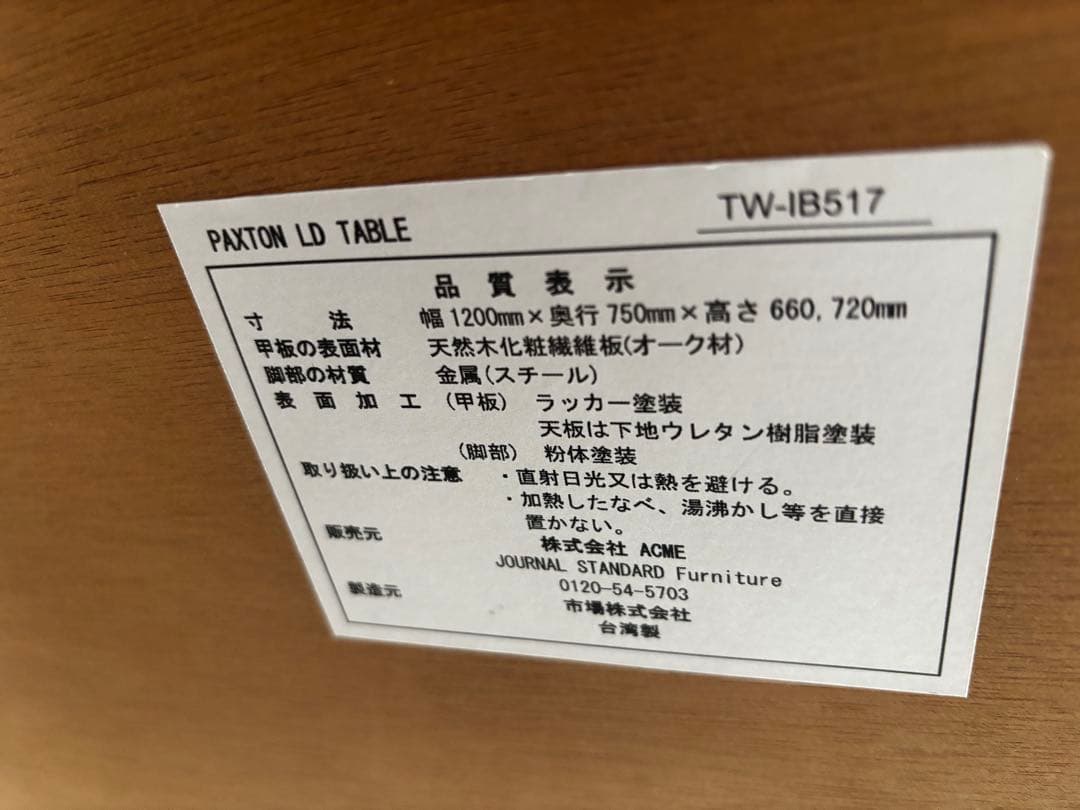 PAXTON LD TABLE TW-IB517
品質表示
寸法 幅1200mm×奥行750mm×高さ660,720mm
甲板の表面材 天然木化粧繊維板(オーク材)
脚部の材質 金属(スチール)
表面加工 (甲板) ラッカー塗装
天板は下地ウレタン樹脂塗装
(脚部) 粉体塗装
取り扱い上の注意 ・直射日光又は熱を避ける。
・加熱したなべ、湯沸かし等を直接
置かない。
販売元 株式会社 ACME
JOURNAL STANDARD Furniture
0120-54-5703
製造元 市場株式会社
台湾製